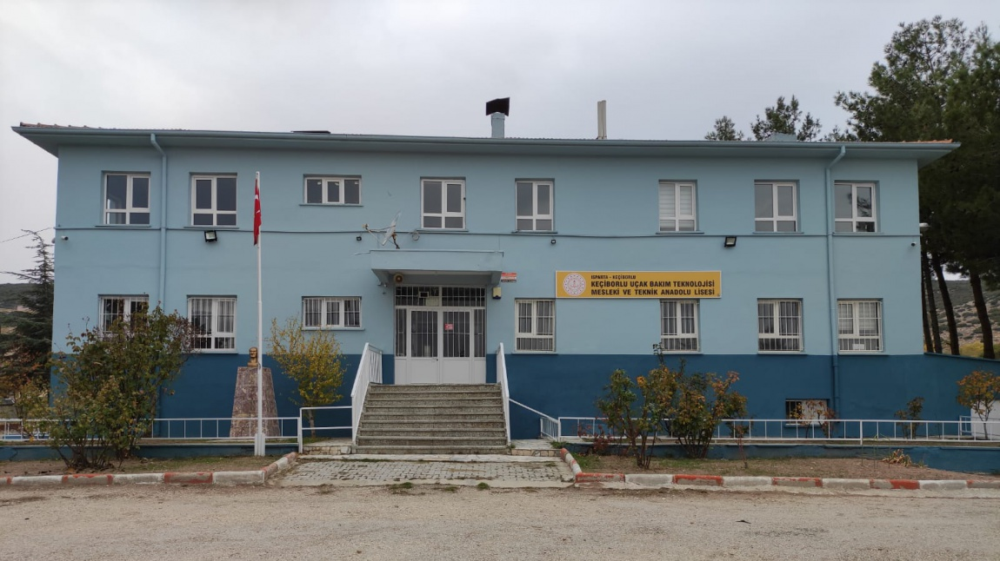 ISPARTA - KEÇİBORLU
KEÇİBORLU UÇAK BAKIM TEKNOLOJİSİ
MESLEKİ VE TEKNİK ANADOLU LİSESİ